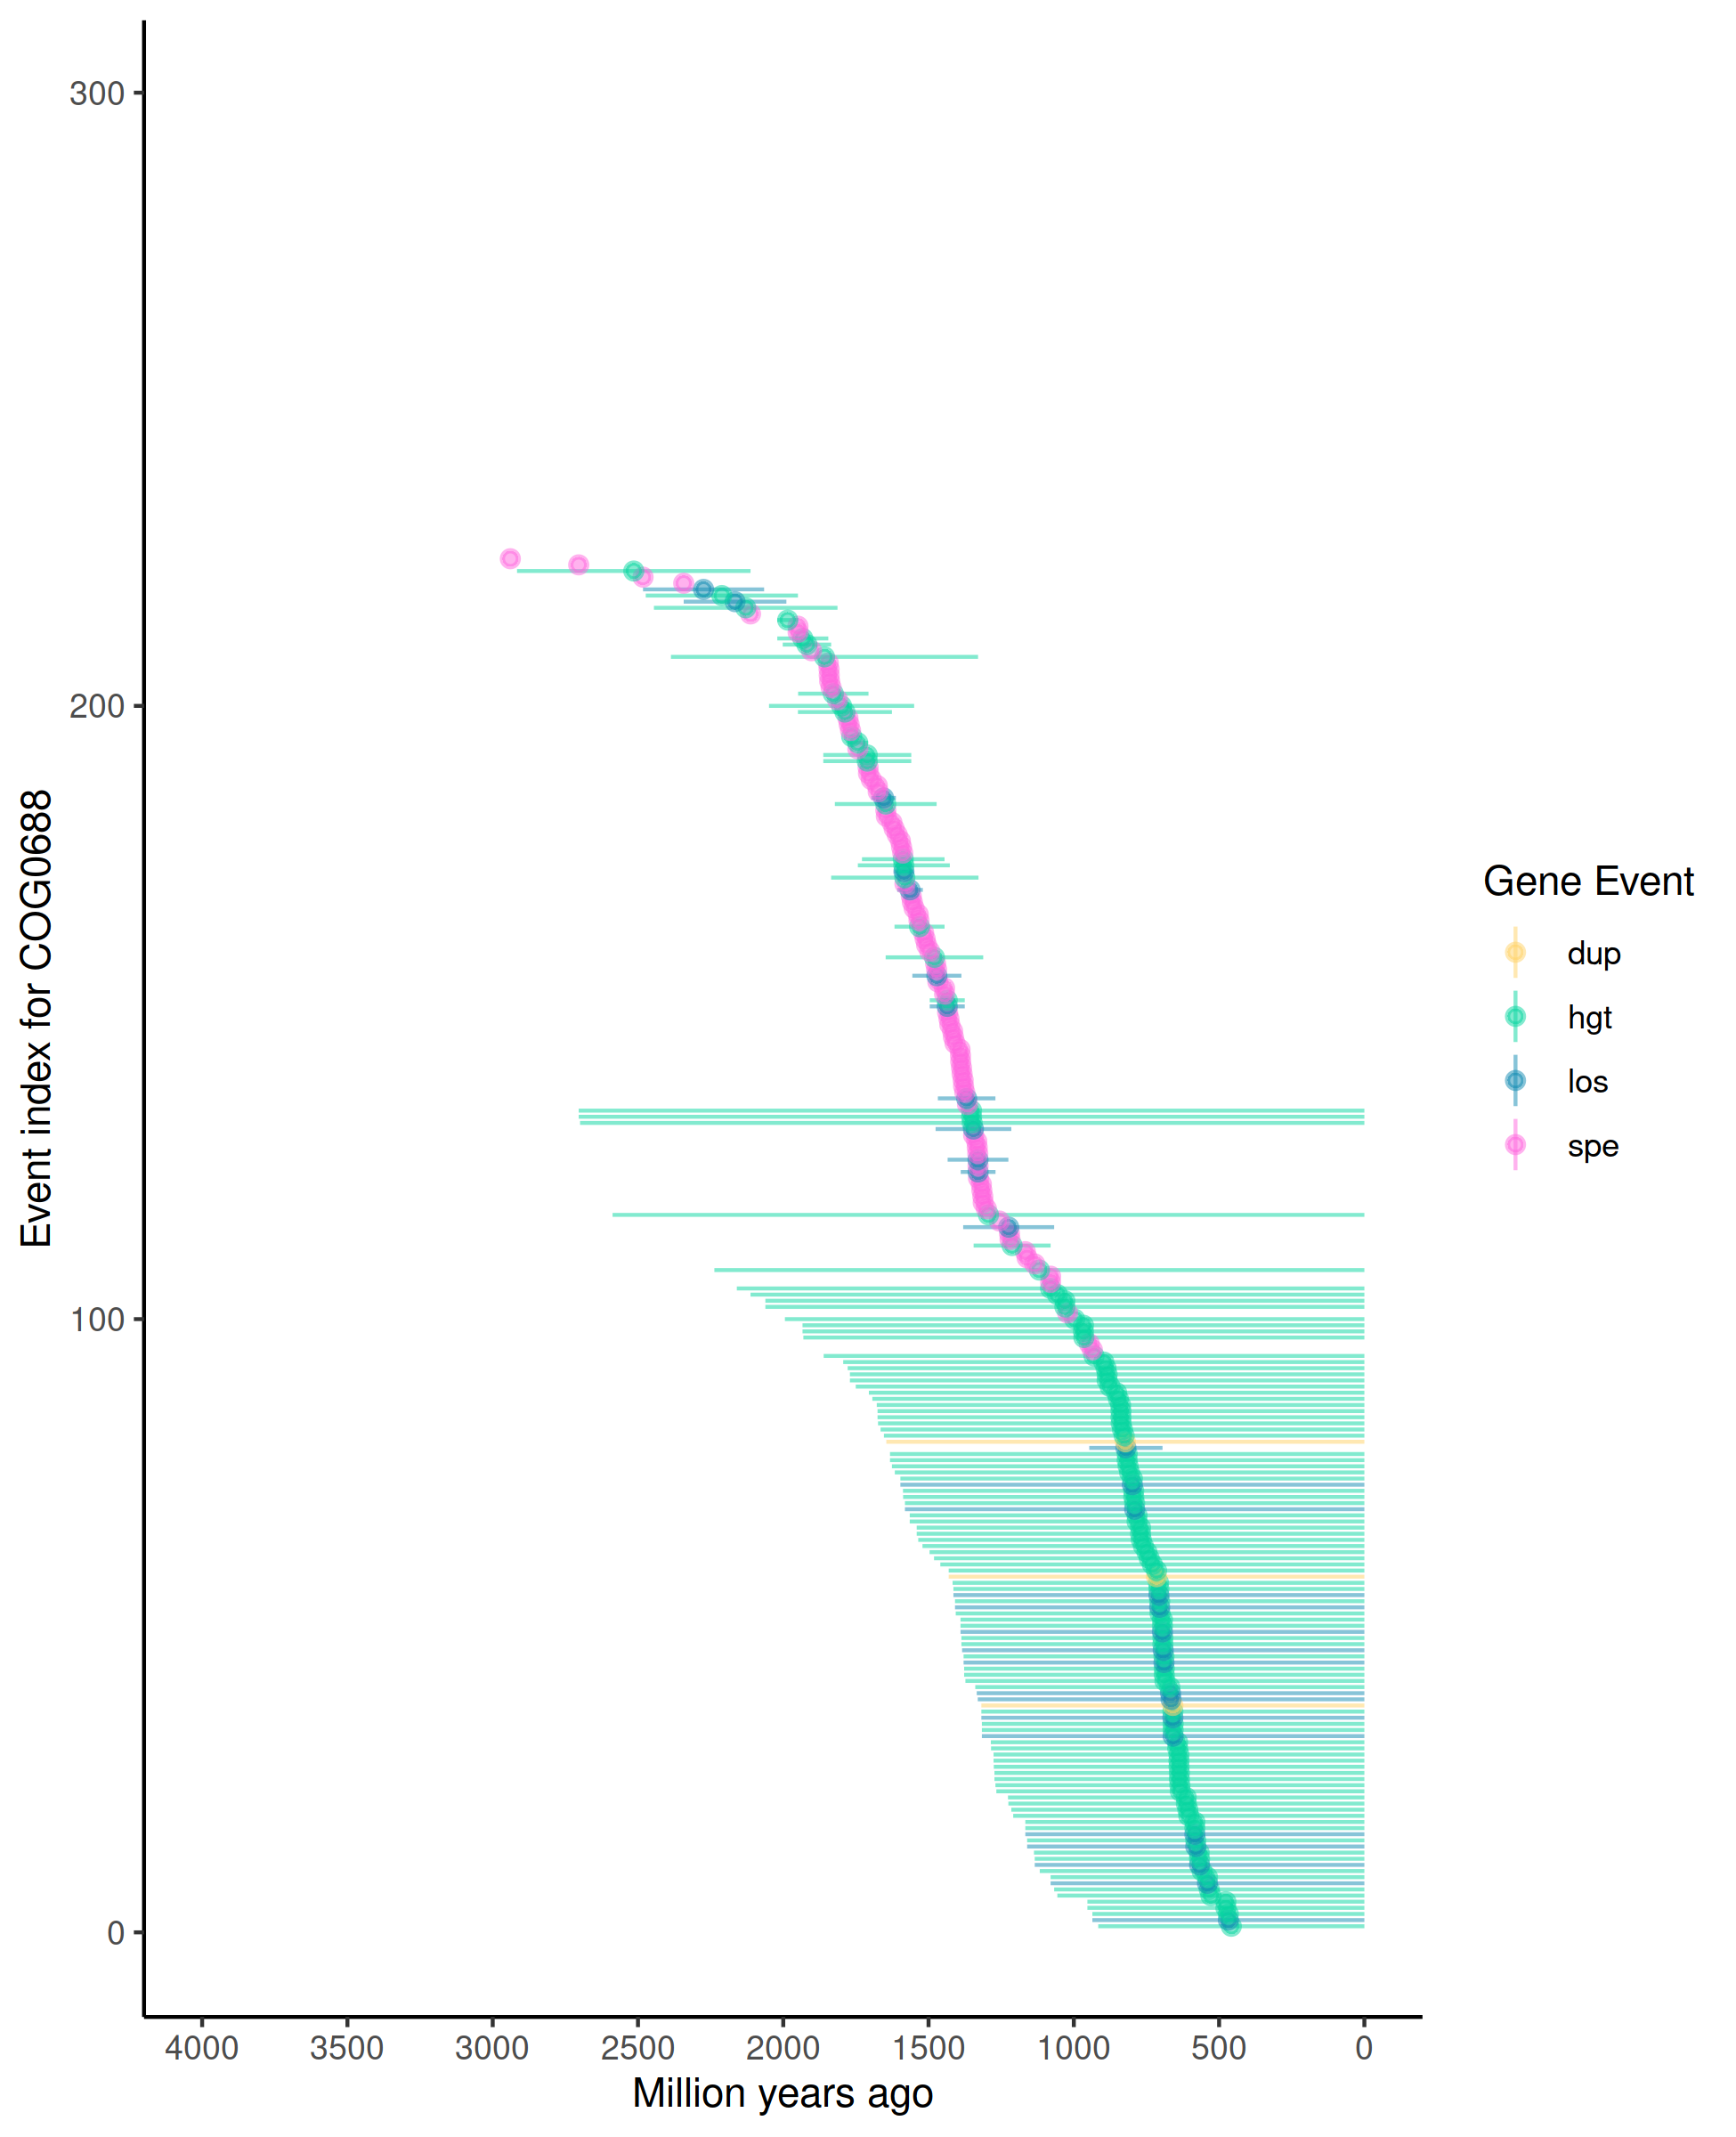 300
200
100
0
Event index for COG0688
4000 3500 3000 2500 2000 1500 1000 500 0
Million years ago
Gene Event
dup
hgt
los
spe